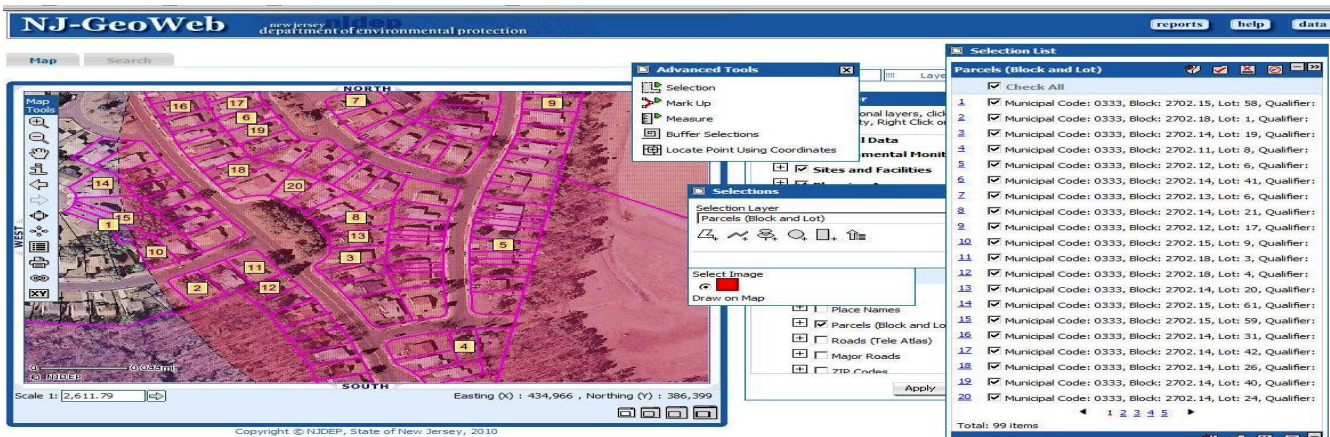 NJ-GeoWeb
new jersey
njdep
department of environmental protection
reports help data
Map Search
NORTH
Map
Tools
WEST
XY
16 17 7 9
6
19
18
14 20
15 8
1 13
10 3 5
11
2 12
4
0.033mi
© NJDEP
SOUTH
Scale 1: 2,611.79
Easting (X) : 434,966 , Northing (Y) : 386,399
Copyright © NJDEP, State of New Jersey, 2010
Advanced Tools
Selection
Mark Up
Measure
Buffer Selections
Locate Point Using Coordinates
Laye
onal layers, clic
ty, Right Click or
Data
nmental Monit
Sites and Facilities
Selections
Selection Layer
Parcels (Block and Lot)
Select Image
Draw on Map
Place Names
Parcels (Block and Lo
Roads (Tele Atlas)
Major Roads
ZIP Codes
Apply
Selection List
Parcels (Block and Lot)
Check All
1 Municipal Code: 0333, Block: 2702.15, Lot: 58, Qualifier:
2 Municipal Code: 0333, Block: 2702.18, Lot: 1, Qualifier:
3 Municipal Code: 0333, Block: 2702.14, Lot: 19, Qualifier:
4 Municipal Code: 0333, Block: 2702.11, Lot: 8, Qualifier:
5 Municipal Code: 0333, Block: 2702.12, Lot: 6, Qualifier:
6 Municipal Code: 0333, Block: 2702.14, Lot: 41, Qualifier:
7 Municipal Code: 0333, Block: 2702.13, Lot: 6, Qualifier:
8 Municipal Code: 0333, Block: 2702.14, Lot: 21, Qualifier:
9 Municipal Code: 0333, Block: 2702.12, Lot: 17, Qualifier:
10 Municipal Code: 0333, Block: 2702.15, Lot: 9, Qualifier:
11 Municipal Code: 0333, Block: 2702.18, Lot: 3, Qualifier:
12 Municipal Code: 0333, Block: 2702.18, Lot: 4, Qualifier:
13 Municipal Code: 0333, Block: 2702.14, Lot: 20, Qualifier:
14 Municipal Code: 0333, Block: 2702.15, Lot: 61, Qualifier:
15 Municipal Code: 0333, Block: 2702.15, Lot: 59, Qualifier:
16 Municipal Code: 0333, Block: 2702.14, Lot: 31, Qualifier:
17 Municipal Code: 0333, Block: 2702.14, Lot: 42, Qualifier:
18 Municipal Code: 0333, Block: 2702.14, Lot: 26, Qualifier:
19 Municipal Code: 0333, Block: 2702.14, Lot: 40, Qualifier:
20 Municipal Code: 0333, Block: 2702.14, Lot: 24, Qualifier:
1 2 3 4 5
Total: 99 items